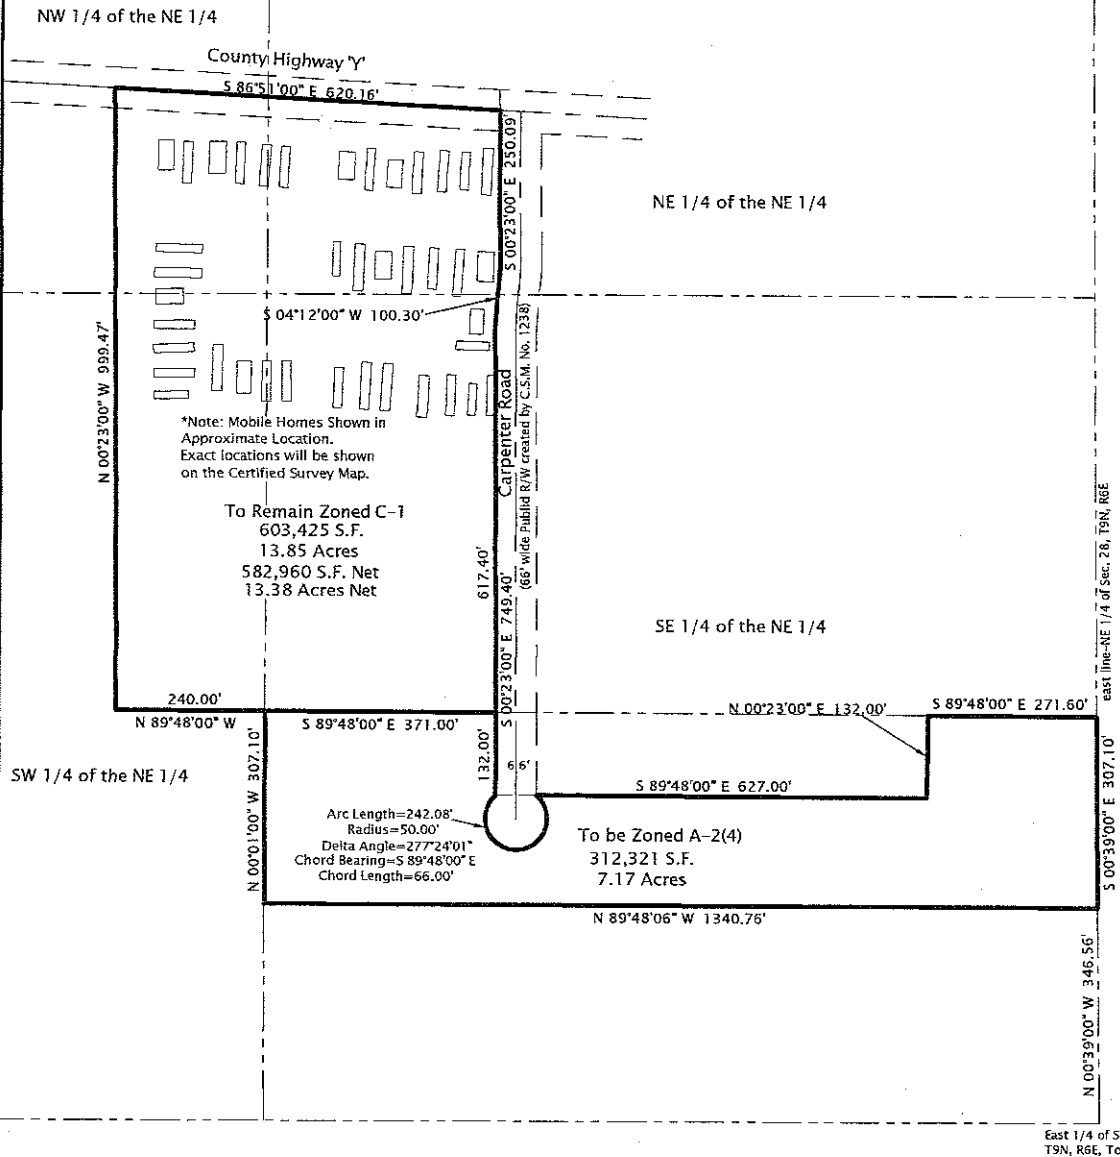 NW 1/4 of the NE 1/4
County Highway 'Y'
S 86°51'00" E 620.16'
S 00°23'00" E 250.09'
NE 1/4 of the NE 1/4
S 04°12'00" W 100.30'
N 00°23'00" W 999.47'
Carpenter Road
(66' wide Public R/W created by C.S.M. No. 1238)
*Note: Mobile Homes Shown in
Approximate Location.
Exact locations will be shown
on the Certified Survey Map.
To Remain Zoned C-1
603,425 S.F.
13.85 Acres
582,960 S.F. Net
13.38 Acres Net
617.40'
S 00°23'00" E 749.40'
east line-NE 1/4 of Sec. 28, T9N, R6E
SE 1/4 of the NE 1/4
240.00'
N 89°48'00" W
S 89°48'00" E 371.00'
N 00°23'00" E 132.00'
S 89°48'00" E 271.60'
SW 1/4 of the NE 1/4
N 00°01'00" W 307.10'
132.00'
66'
S 89°48'00" E 627.00'
S 00°39'00" E 307.10'
Arc Length=242.08'
Radius=50.00'
Delta Angle=277°24'01"
Chord Bearing=S 89°48'00" E
Chord Length=66.00'
To be Zoned A-2(4)
312,321 S.F.
7.17 Acres
N 89°48'06" W 1340.76'
N 00°39'00" W 346.56'
East 1/4 of S
T9N, R6E, To